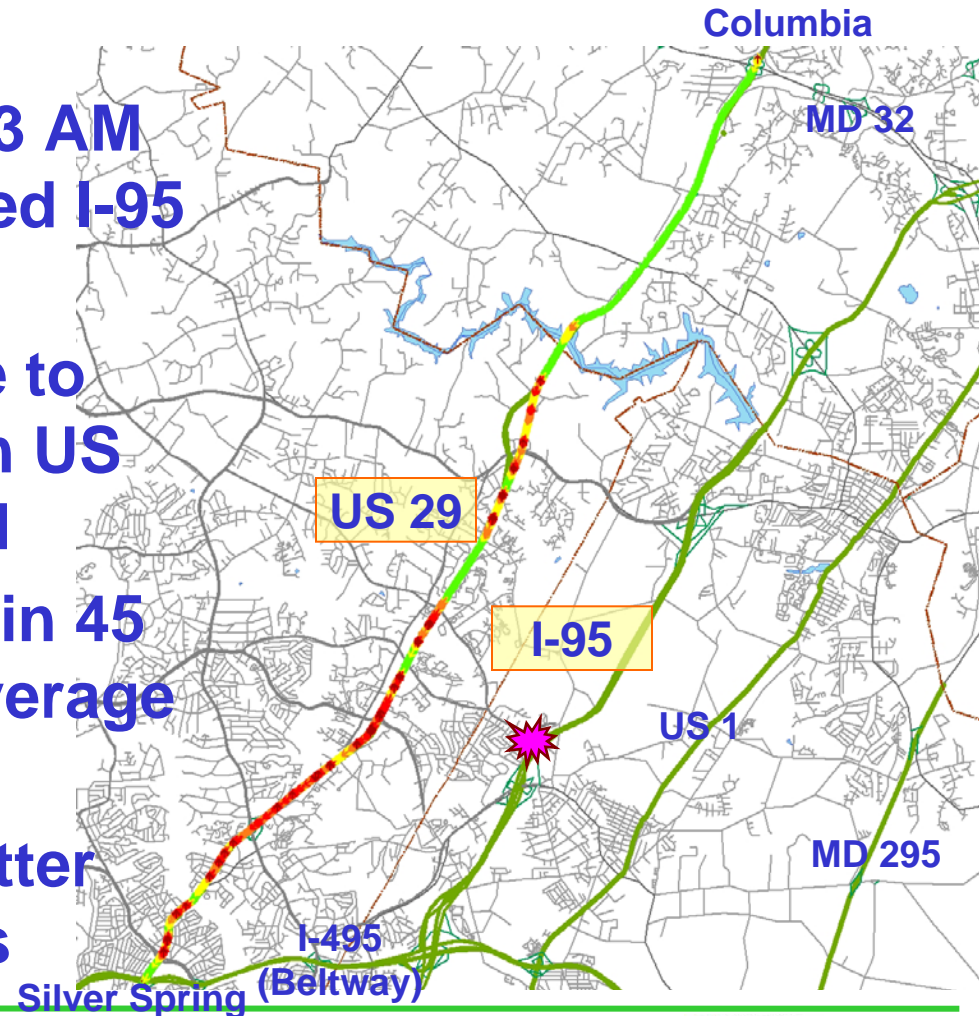 Columbia
3 AM
MD 32
ed I-95
e to
n US
US 29
in 45
I-95
verage
US 1
tter
MD 295
s
I-495
(Beltway)
Silver Spring